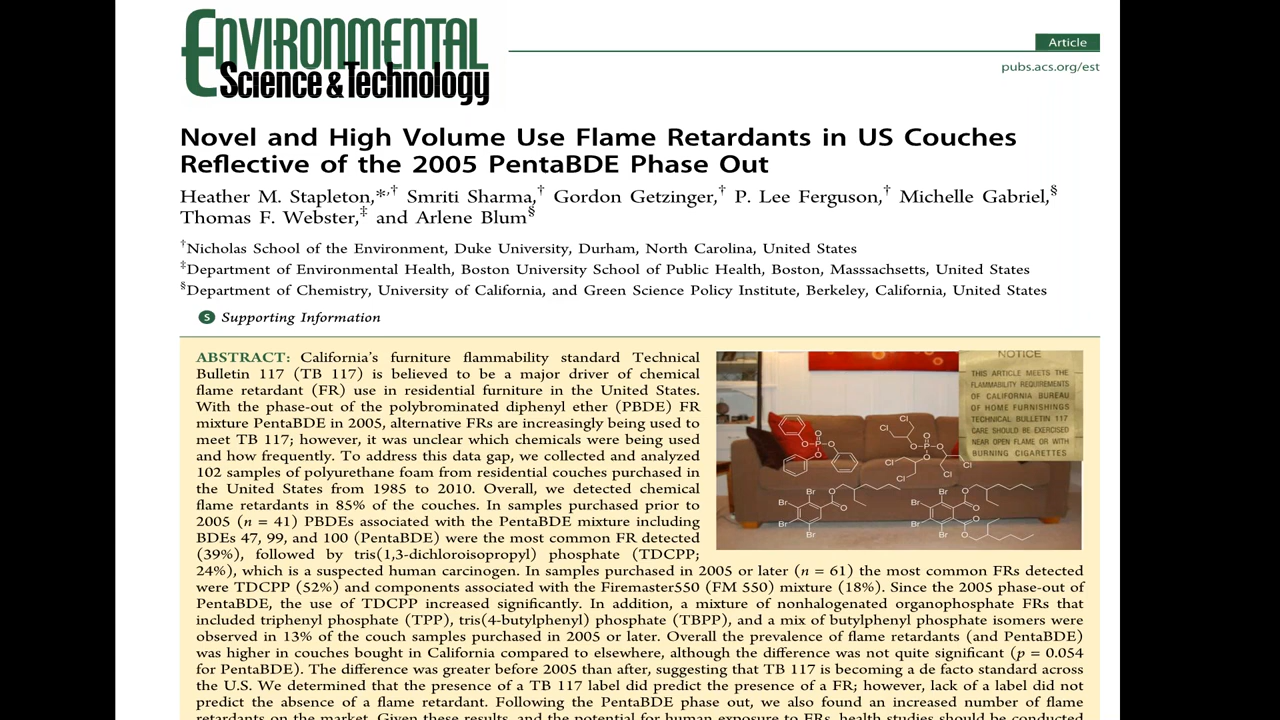 ENVIRONMENTAL
Science & Technology
Article
pubs.acs.org/est
Novel and High Volume Use Flame Retardants in US Couches
Reflective of the 2005 PentaBDE Phase Out
Heather M. Stapleton,*,† Smriti Sharma,† Gordon Getzinger,† P. Lee Ferguson,† Michelle Gabriel,§
Thomas F. Webster,‡ and Arlene Blum§
†Nicholas School of the Environment, Duke University, Durham, North Carolina, United States
‡Department of Environmental Health, Boston University School of Public Health, Boston, Masssachsetts, United States
§Department of Chemistry, University of California, and Green Science Policy Institute, Berkeley, California, United States
S Supporting Information
ABSTRACT: California's furniture flammability standard Technical
Bulletin 117 (TB 117) is believed to be a major driver of chemical
flame retardant (FR) use in residential furniture in the United States.
With the phase-out of the polybrominated diphenyl ether (PBDE) FR
mixture PentaBDE in 2005, alternative FRs are increasingly being used to
meet TB 117; however, it was unclear which chemicals were being used
and how frequently. To address this data gap, we collected and analyzed
102 samples of polyurethane foam from residential couches purchased in
the United States from 1985 to 2010. Overall, we detected chemical
flame retardants in 85% of the couches. In samples purchased prior to
2005 (n = 41) PBDEs associated with the PentaBDE mixture including
BDEs 47, 99, and 100 (PentaBDE) were the most common FR detected
(39%), followed by tris(1,3-dichloroisopropyl) phosphate (TDCPP;
24%), which is a suspected human carcinogen. In samples purchased in 2005 or later (n = 61) the most common FRs detected
were TDCPP (52%) and components associated with the Firemaster550 (FM 550) mixture (18%). Since the 2005 phase-out of
PentaBDE, the use of TDCPP increased significantly. In addition, a mixture of nonhalogenated organophosphate FRs that
included triphenyl phosphate (TPP), tris(4-butylphenyl) phosphate (TBPP), and a mix of butylphenyl phosphate isomers were
observed in 13% of the couch samples purchased in 2005 or later. Overall the prevalence of flame retardants (and PentaBDE)
was higher in couches bought in California compared to elsewhere, although the difference was not quite significant (p = 0.054
for PentaBDE). The difference was greater before 2005 than after, suggesting that TB 117 is becoming a de facto standard across
the U.S. We determined that the presence of a TB 117 label did predict the presence of a FR; however, lack of a label did not
predict the absence of a flame retardant. Following the PentaBDE phase out, we also found an increased number of flame
retardants on the market. Given these results, and the potential for human exposure to FRs, health studies should be conducted
NOTICE
THIS ARTICLE MEETS THE
FLAMMABILITY REQUIREMENTS
OF CALIFORNIA BUREAU
OF HOME FURNISHINGS
TECHNICAL BULLETIN 117
CARE SHOULD BE EXERCISED
NEAR OPEN FLAME OR WITH
BURNING CIGARETTES